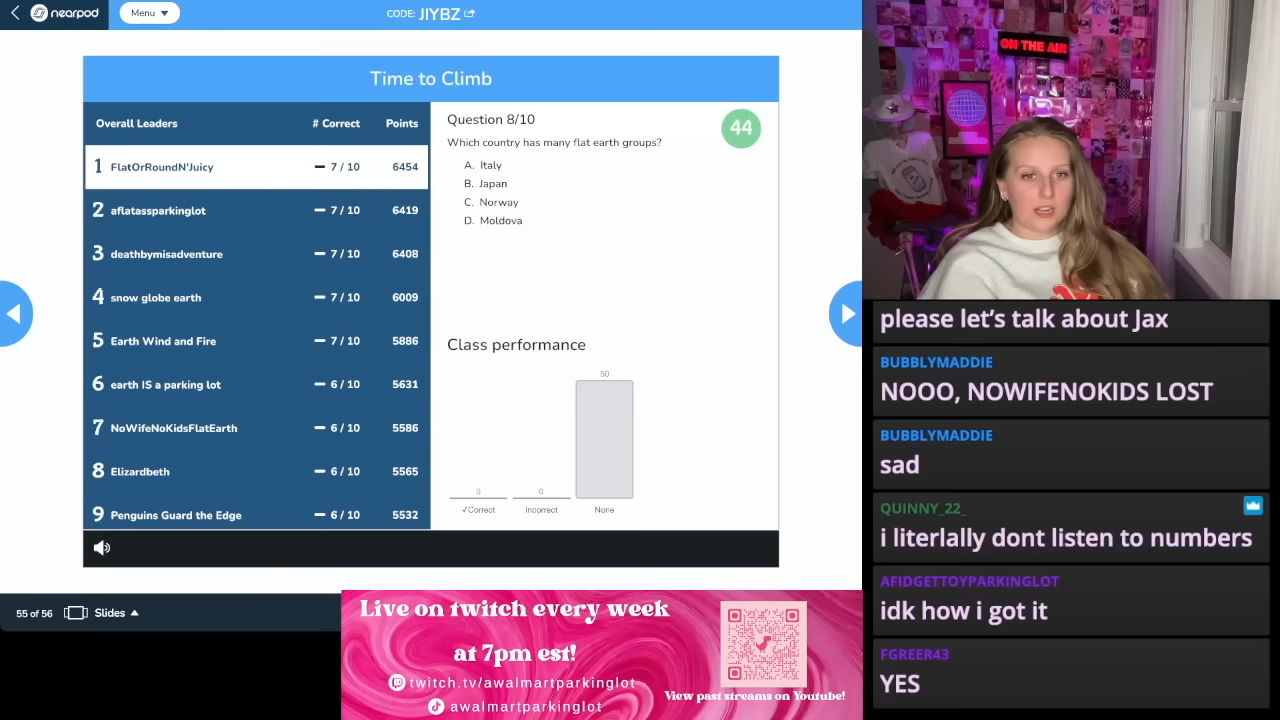 nearpod
Menu
CODE: JIYBZ
ON THE AIR
Time to Climb
Overall Leaders # Correct Points
1 FlatOrRoundN'Juicy – 7 / 10 6454
2 aflatassparkinglot – 7 / 10 6419
3 deathbymisadventure – 7 / 10 6408
4 snow globe earth – 7 / 10 6009
5 Earth Wind and Fire – 7 / 10 5886
6 earth IS a parking lot – 6 / 10 5631
7 NoWifeNoKidsFlatEarth – 6 / 10 5586
8 Elizardbeth – 6 / 10 5565
9 Penguins Guard the Edge – 6 / 10 5532
Question 8/10
44
Which country has many flat earth groups?
A. Italy
B. Japan
C. Norway
D. Moldova
Class performance
0 0 50
✓Correct Incorrect None
55 of 56 Slides
Live on twitch every week
at 7pm est!
twitch.tv/awalmartparkinglot
awalmartparkinglot
View past streams on Youtube!
please let's talk about Jax
BUBBLYMADDIE
NOOO, NOWIFENOKIDS LOST
BUBBLYMADDIE
sad
QUINNY_22_
i literlally dont listen to numbers
AFIDGETTOYPARKINGLOT
idk how i got it
FGREER43
YES